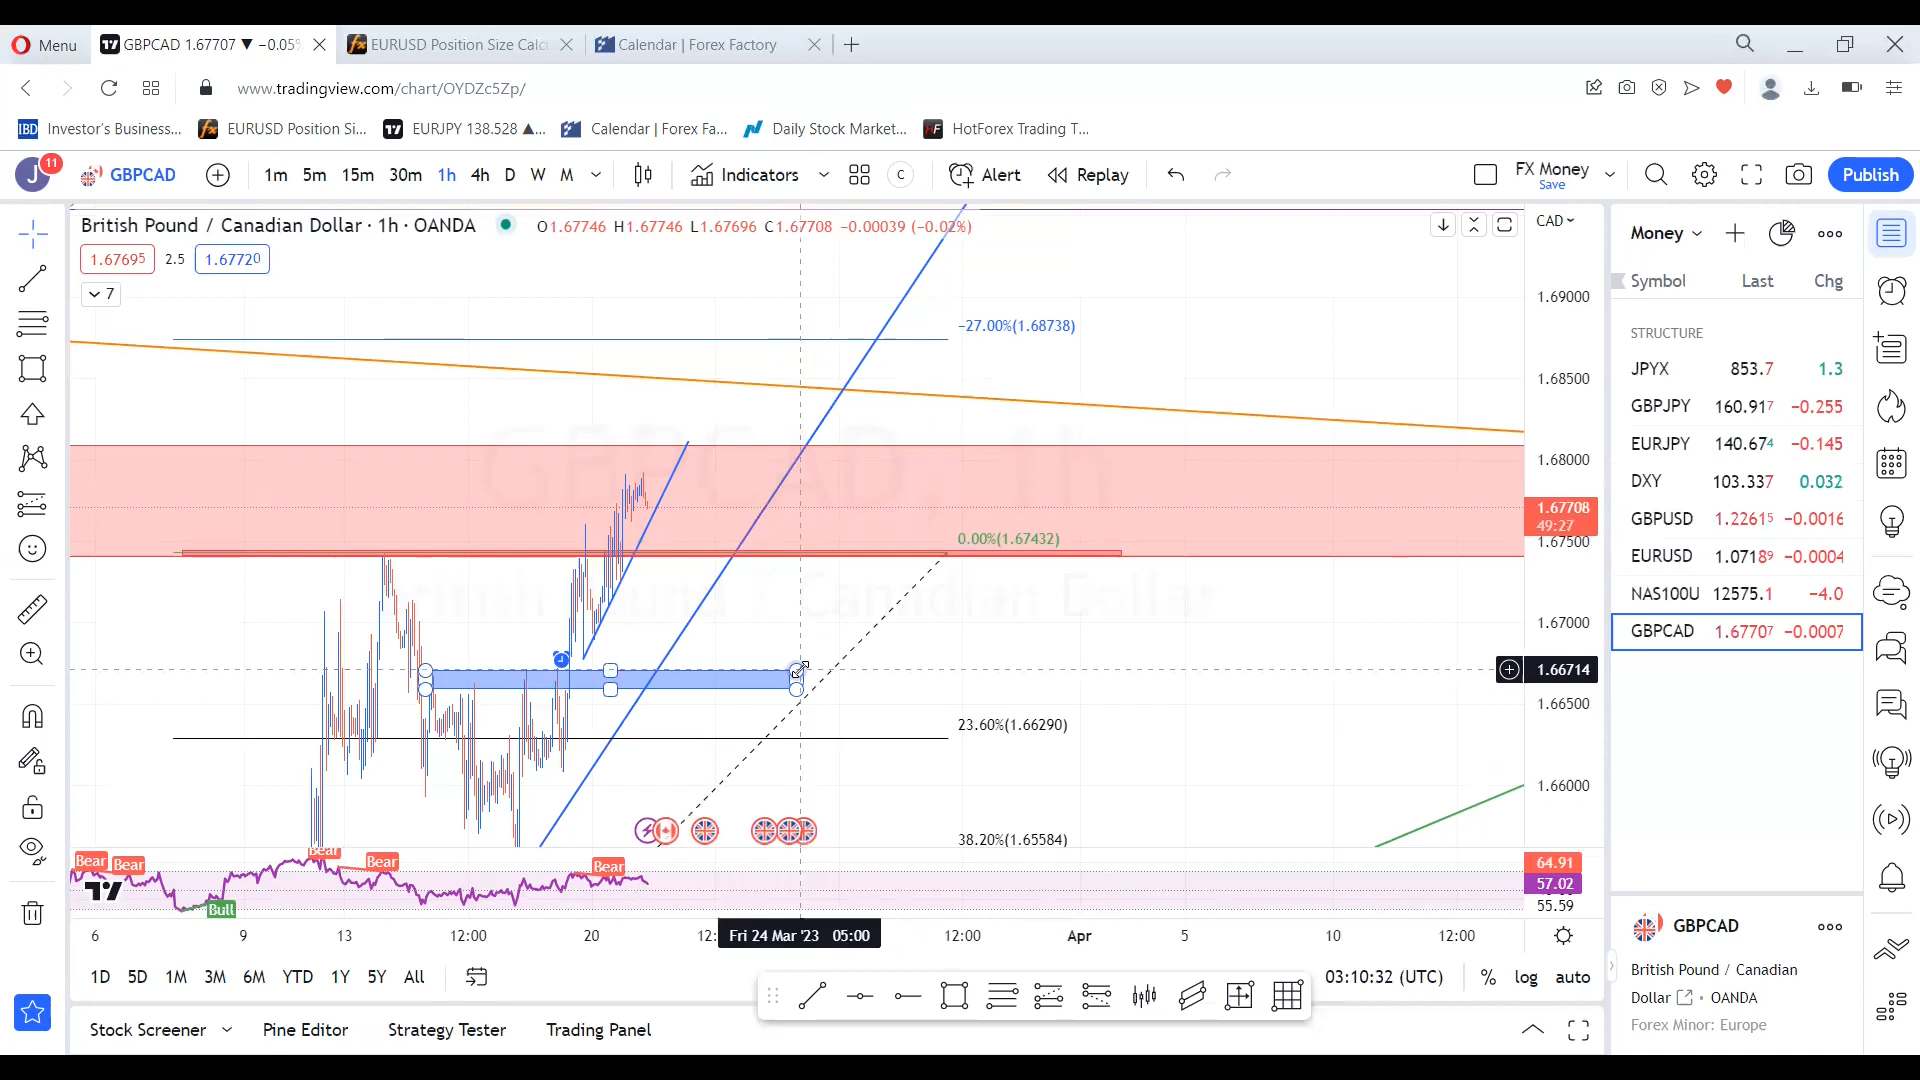 Menu
GBPCAD 1.67707 ▼ −0.05%
EURUSD Position Size Calc
Calendar | Forex Factory
www.tradingview.com/chart/OYDZc5Zp/
IBD Investor's Business...
EURUSD Position Si...
EURJPY 138.528 ▲...
Calendar | Forex Fa...
Daily Stock Market...
HF HotForex Trading T...
J 11
GBPCAD
1m 5m 15m 30m 1h 4h D W M
Indicators
C
Alert
Replay
FX Money
Save
Publish
British Pound / Canadian Dollar · 1h · OANDA
O1.67746 H1.67746 L1.67696 C1.67708 −0.00039 (−0.02%)
1.67695 2.5 1.67720
7
CAD
1.69000
−27.00%(1.68738)
1.68500
GBPCAD, 1h
1.68000
1.67708
49:27
0.00%(1.67432)
1.67500
British Pound / Canadian Dollar
1.67000
1.66714
1.66500
23.60%(1.66290)
1.66000
38.20%(1.65584)
Bear
Bear
Bear
Bear
Bear
Bull
64.91
57.02
55.59
6 9 13 12:00 20 12: Fri 24 Mar '23 05:00 12:00 Apr 5 10 12:00
1D 5D 1M 3M 6M YTD 1Y 5Y All
03:10:32 (UTC) % log auto
Stock Screener Pine Editor Strategy Tester Trading Panel
Money
Symbol Last Chg
STRUCTURE
JPYX 853.7 1.3
GBPJPY 160.917 −0.255
EURJPY 140.674 −0.145
DXY 103.337 0.032
GBPUSD 1.22615 −0.0016
EURUSD 1.07189 −0.0004
NAS100U 12575.1 −4.0
GBPCAD 1.67707 −0.0007
GBPCAD
British Pound / Canadian
Dollar • OANDA
Forex Minor: Europe